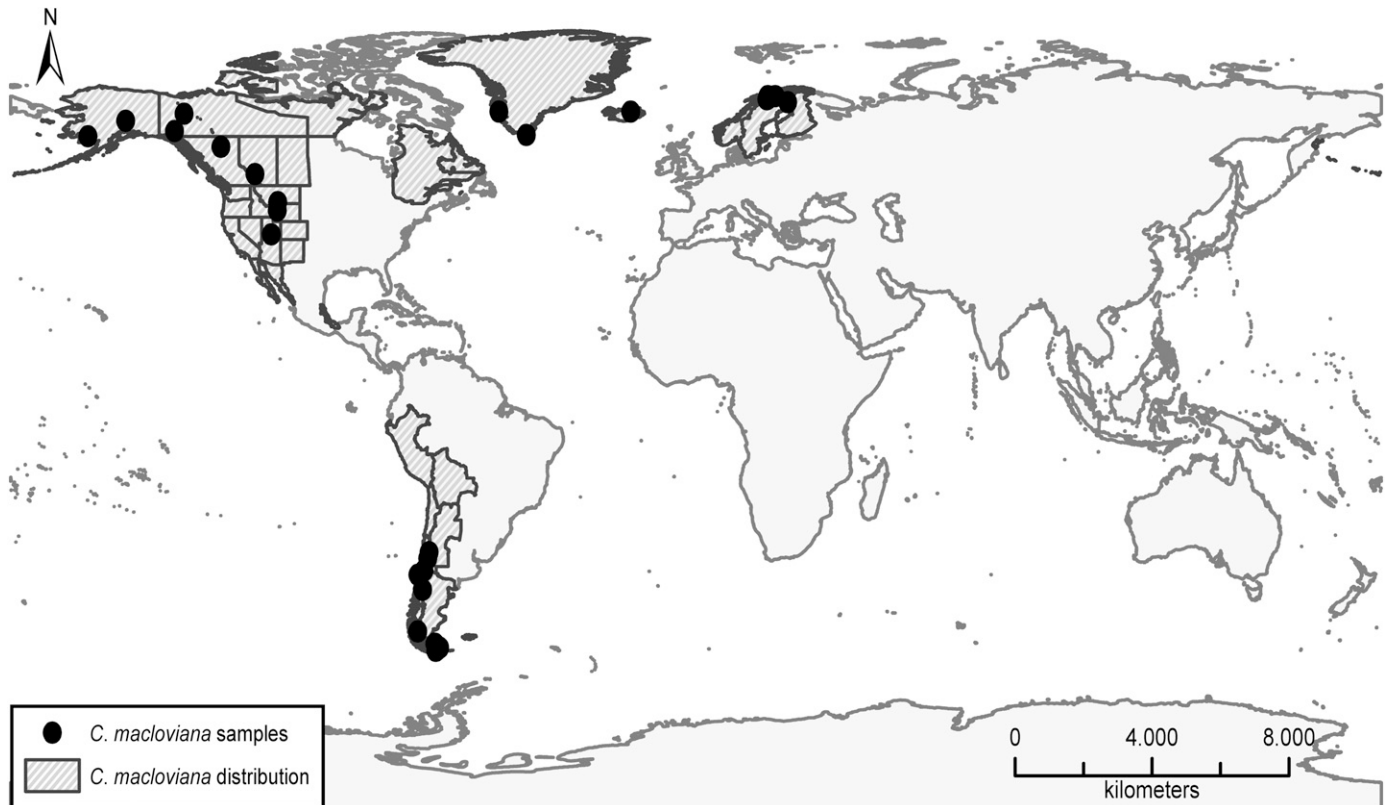 N
C. macloviana samples
C. macloviana distribution
0 4.000 8.000
kilometers